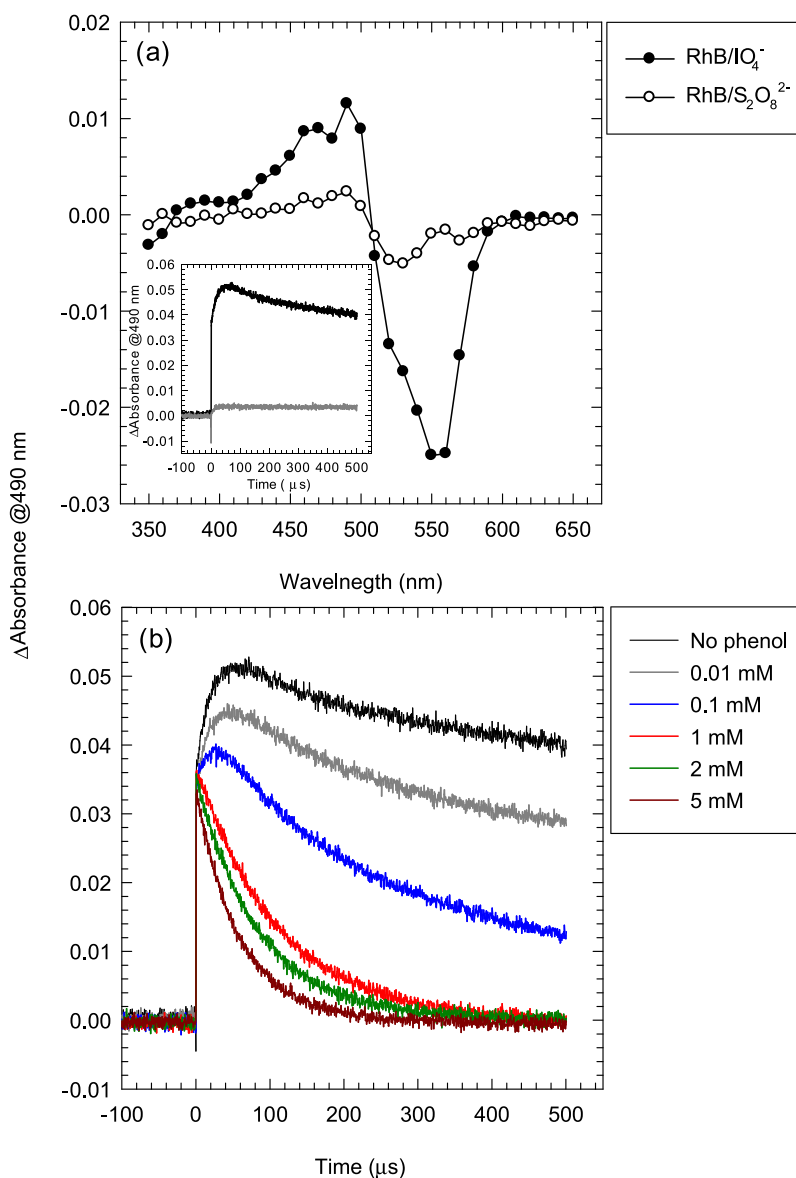 (a)
RhB/IO₄⁻
RhB/S₂O₈²⁻
0.02
0.01
0.00
-0.01
-0.02
-0.03
350 400 450 500 550 600 650
Wavelnegth (nm)
ΔAbsorbance @490 nm
0.06
0.05
0.04
0.03
0.02
0.01
0.00
-0.01
-100 0 100 200 300 400 500
Time ( μs)
ΔAbsorbance @490 nm
(b)
No phenol
0.01 mM
0.1 mM
1 mM
2 mM
5 mM
0.06
0.05
0.04
0.03
0.02
0.01
0.00
-0.01
-100 0 100 200 300 400 500
Time (μs)